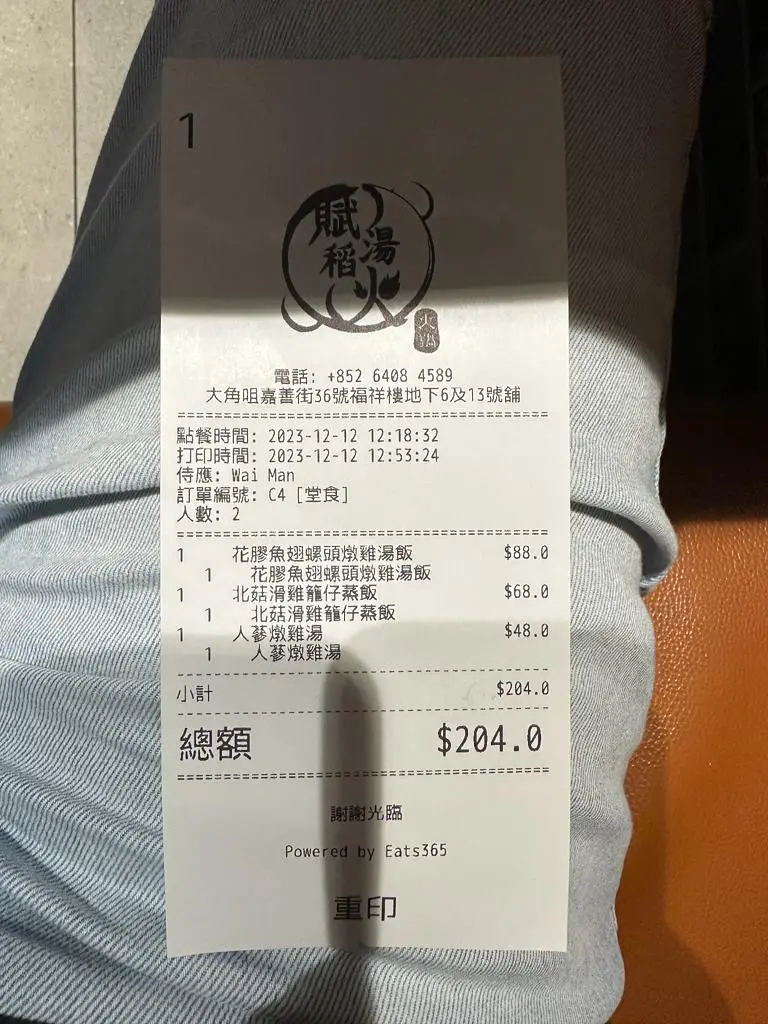 1
賦 湯
稻 火
火鍋
電話: +852 6408 4589
大角咀嘉善街36號福祥樓地下6及13號舖
點餐時間: 2023-12-12 12:18:32
打印時間: 2023-12-12 12:53:24
侍應: Wai Man
訂單編號: C4 [堂食]
人數: 2
1 花膠魚翅螺頭燉雞湯飯 $88.0
1 花膠魚翅螺頭燉雞湯飯
1 北菇滑雞籠仔蒸飯 $68.0
1 北菇滑雞籠仔蒸飯
1 人蔘燉雞湯 $48.0
1 人蔘燉雞湯
小計 $204.0
總額 $204.0
謝謝光臨
Powered by Eats365
重印